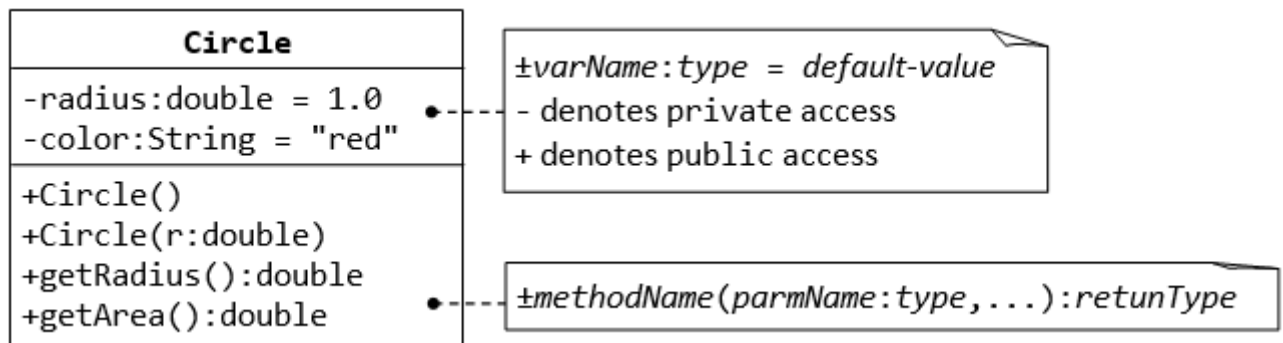 Circle
-radius:double = 1.0
-color:String = "red"
+Circle()
+Circle(r:double)
+getRadius():double
+getArea():double
±varName:type = default-value
- denotes private access
+ denotes public access
±methodName(parmName:type,...):retunType